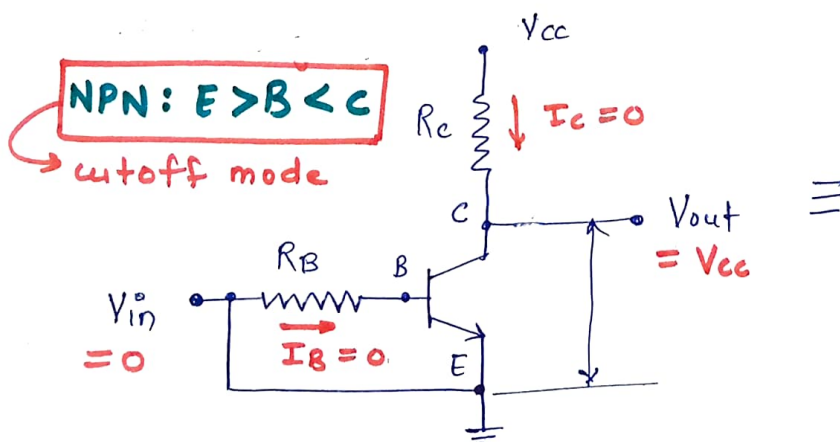 Vcc
NPN: E >B < C
cutoff mode
Rc
Ic = 0
C
Vout
= Vcc
≡
RB
B
Vin
= 0
IB = 0.
E